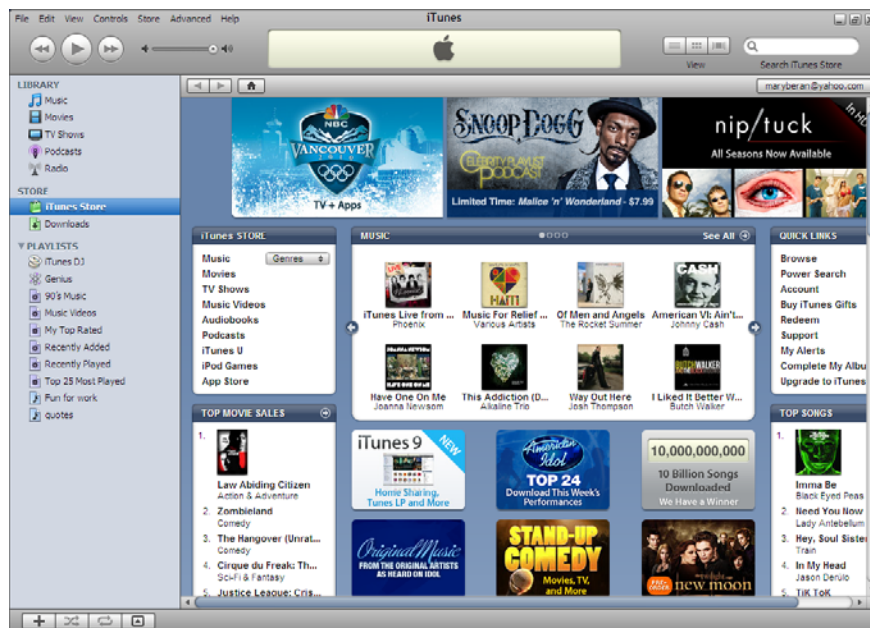 File Edit View Controls Store Advanced Help
iTunes
View
Search iTunes Store
maryberan@yahoo.com
LIBRARY
Music
Movies
TV Shows
Podcasts
Radio
STORE
iTunes Store
Downloads
PLAYLISTS
iTunes DJ
Genius
90's Music
Music Videos
My Top Rated
Recently Added
Recently Played
Top 25 Most Played
Fun for work
quotes
NBC
VANCOUVER
2010
TV + Apps
SNOOP DOGG
CELEBRITY PLAYLIST
PODCAST
Limited Time: Malice 'n' Wonderland - $7.99
nip/tuck
In HD
All Seasons Now Available
iTunes STORE
Music Genres
Movies
TV Shows
Music Videos
Audiobooks
Podcasts
iTunes U
iPod Games
App Store
MUSIC
See All
LIVE
HAITI
CASH
iTunes Live from ...
Phoenix
Music For Relief ...
Various Artists
Of Men and Angels
The Rocket Summer
American VI: Ain't...
Johnny Cash
BUTCH WALKER
Have One On Me
Joanna Newsom
This Addiction (D...
Alkaline Trio
Way Out Here
Josh Thompson
I Liked It Better W...
Butch Walker
QUICK LINKS
Browse
Power Search
Account
Buy iTunes Gifts
Redeem
Support
My Alerts
Complete My Albu
Upgrade to iTunes
TOP MOVIE SALES
1.
Law Abiding Citizen
Action & Adventure
2. Zombieland
Comedy
3. The Hangover (Unrat...
Comedy
4. Cirque du Freak: Th...
Sci-Fi & Fantasy
5. Justice League: Cris...
iTunes 9
NEW
Home Sharing,
Tunes LP and More
American
Idol
TOP 24
Download This Week's
Performances
10,000,000,000
10 Billion Songs
Downloaded
We Have a Winner
Original Music
FROM THE ORIGINAL ARTISTS
AS HEARD ON IDOL
STAND-UP
COMEDY
Movies, TV,
and More
PRE-
ORDER
new moon
TOP SONGS
1.
Imma Be
Black Eyed Peas
2. Need You Now
Lady Antebellum
3. Hey, Soul Sister
Train
4. In My Head
Jason Derülo
5. TiK ToK